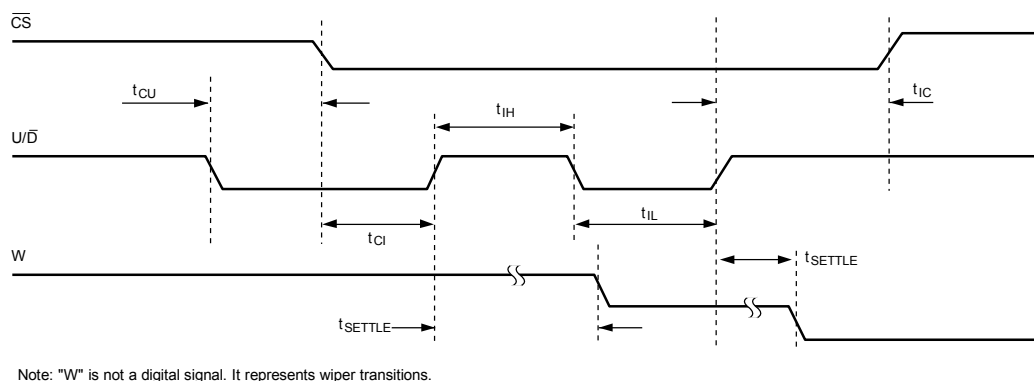 CS
tCU
tIC
tIH
U/D
tCI
tIL
W
tSETTLE
tSETTLE
Note: "W" is not a digital signal. It represents wiper transitions.